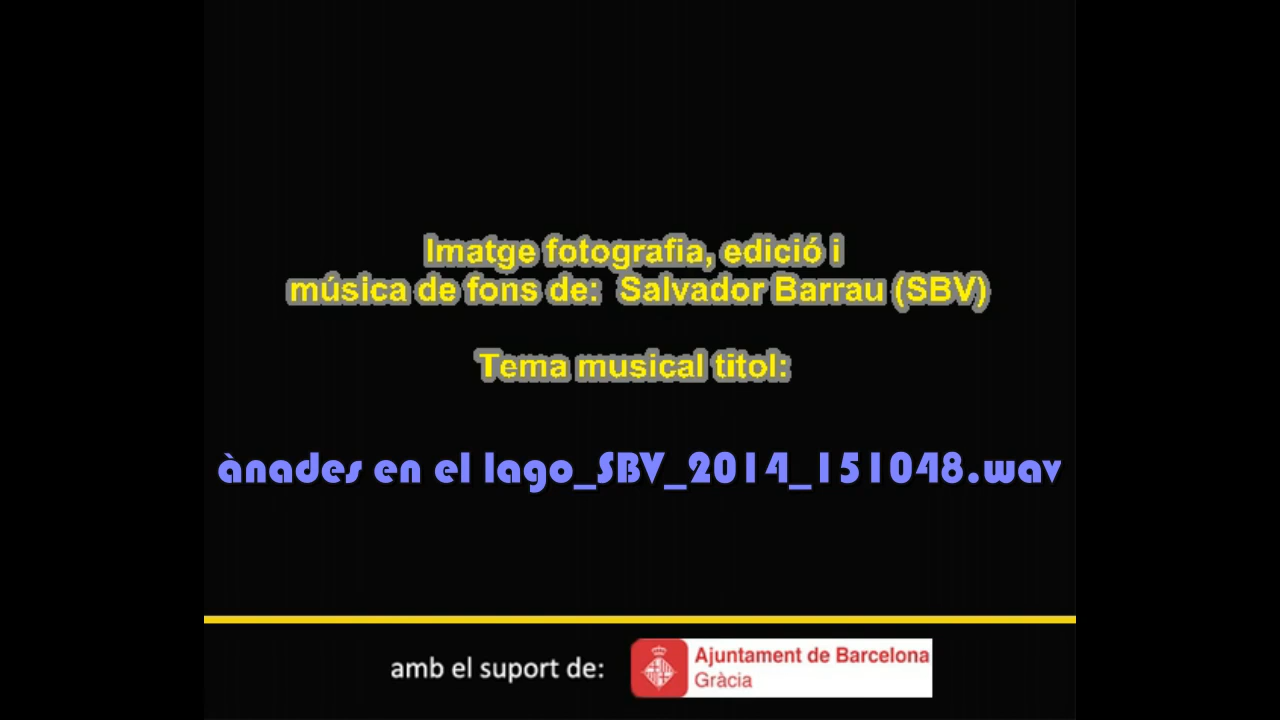 Imatge fotografia, edició i
música de fons de: Salvador Barrau (SBV)
Tema musical titol:
ànades en el lago_SBV_2014_151048.wav
amb el suport de:
Ajuntament de Barcelona
Gràcia